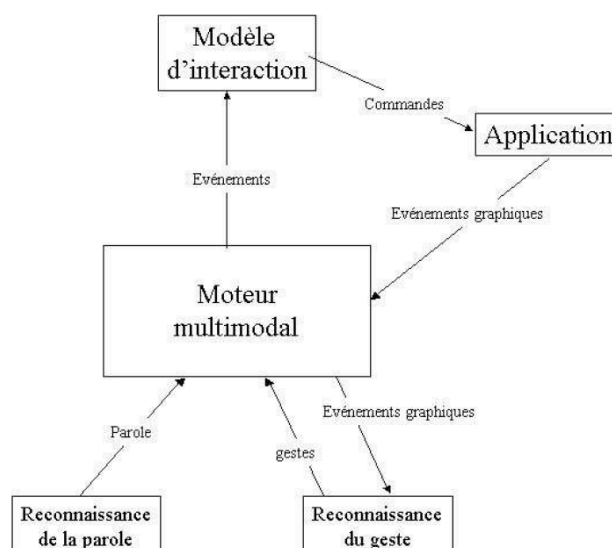 Modèle
d'interaction
Commandes
Application
Evénements
Evénements graphiques
Moteur
multimodal
Parole
gestes
Evénements graphiques
Reconnaissance
de la parole
Reconnaissance
du geste